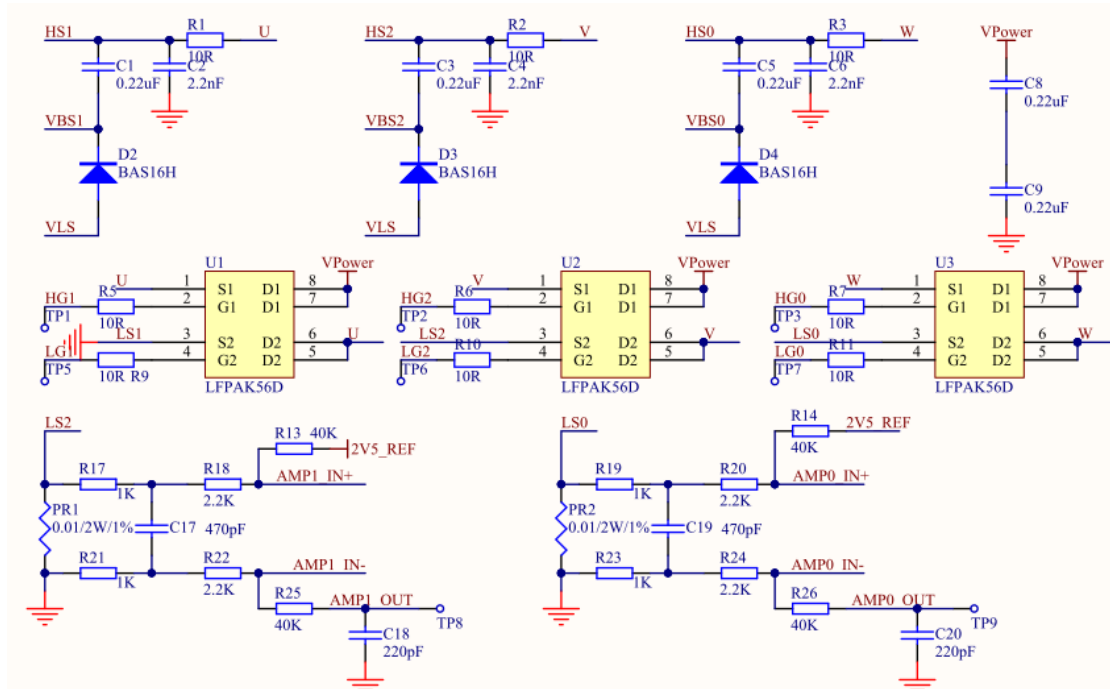 HS1 R1 U HS2 R2 V HS0 R3 W
VPower
10R 10R 10R
C1 C2 C3 C4 C5 C6
0.22uF 2.2nF 0.22uF 2.2nF 0.22uF 2.2nF
C8
0.22uF
VBS1 VBS2 VBS0
D2 D3 D4
BAS16H BAS16H BAS16H
C9
0.22uF
VLS VLS VLS
U1 VPower U2 VPower U3 VPower
U 1 S1 D1 8 V 1 S1 D1 8 W 1 S1 D1 8
HG1 R5 2 G1 D1 7 HG2 R6 2 G1 D1 7 HG0 R7 2 G1 D1 7
TP1 10R TP2 10R TP3 10R
LS1 3 S2 D2 6 U LS2 3 S2 D2 6 V LS0 3 S2 D2 6 W
LG1 4 G2 D2 5 LG2 R10 4 G2 D2 5 LG0 R11 4 G2 D2 5
TP5 10R R9 LFPAK56D TP6 10R LFPAK56D TP7 10R LFPAK56D
LS2 R13 40K 2V5_REF LS0 R14 2V5_REF
40K
R17 R18 AMP1_IN+ R19 R20 AMP0_IN+
1K 2.2K 1K 2.2K
PR1 PR2
0.01/2W/1% C17 470pF 0.01/2W/1% C19 470pF
R21 R22 AMP1_IN- R23 R24 AMP0_IN-
1K 2.2K 1K 2.2K
R25 AMP1_OUT R26 AMP0_OUT
40K TP8 40K TP9
C18 C20
220pF 220pF